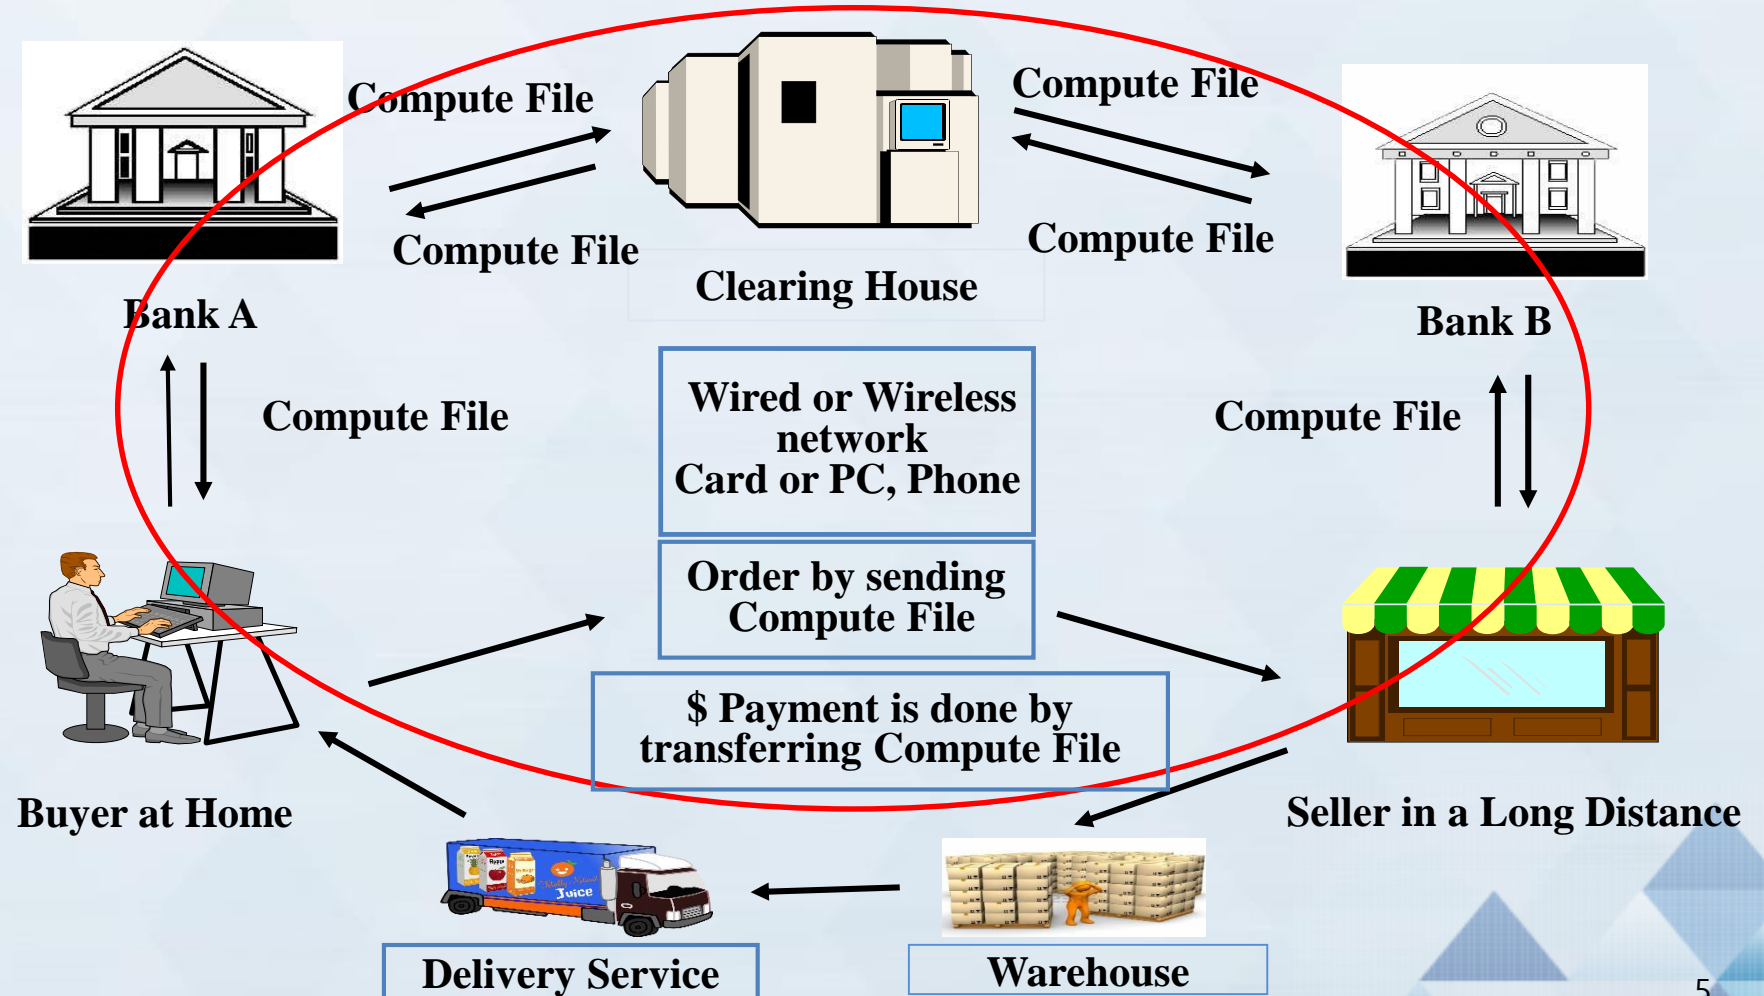 Compute File
Compute File
Compute File
Compute File
Clearing House
Bank A
Bank B
Compute File
Compute File
Wired or Wireless
network
Card or PC, Phone
Order by sending
Compute File
$ Payment is done by
transferring Compute File
Buyer at Home
Seller in a Long Distance
Juice
Delivery Service
Warehouse
5